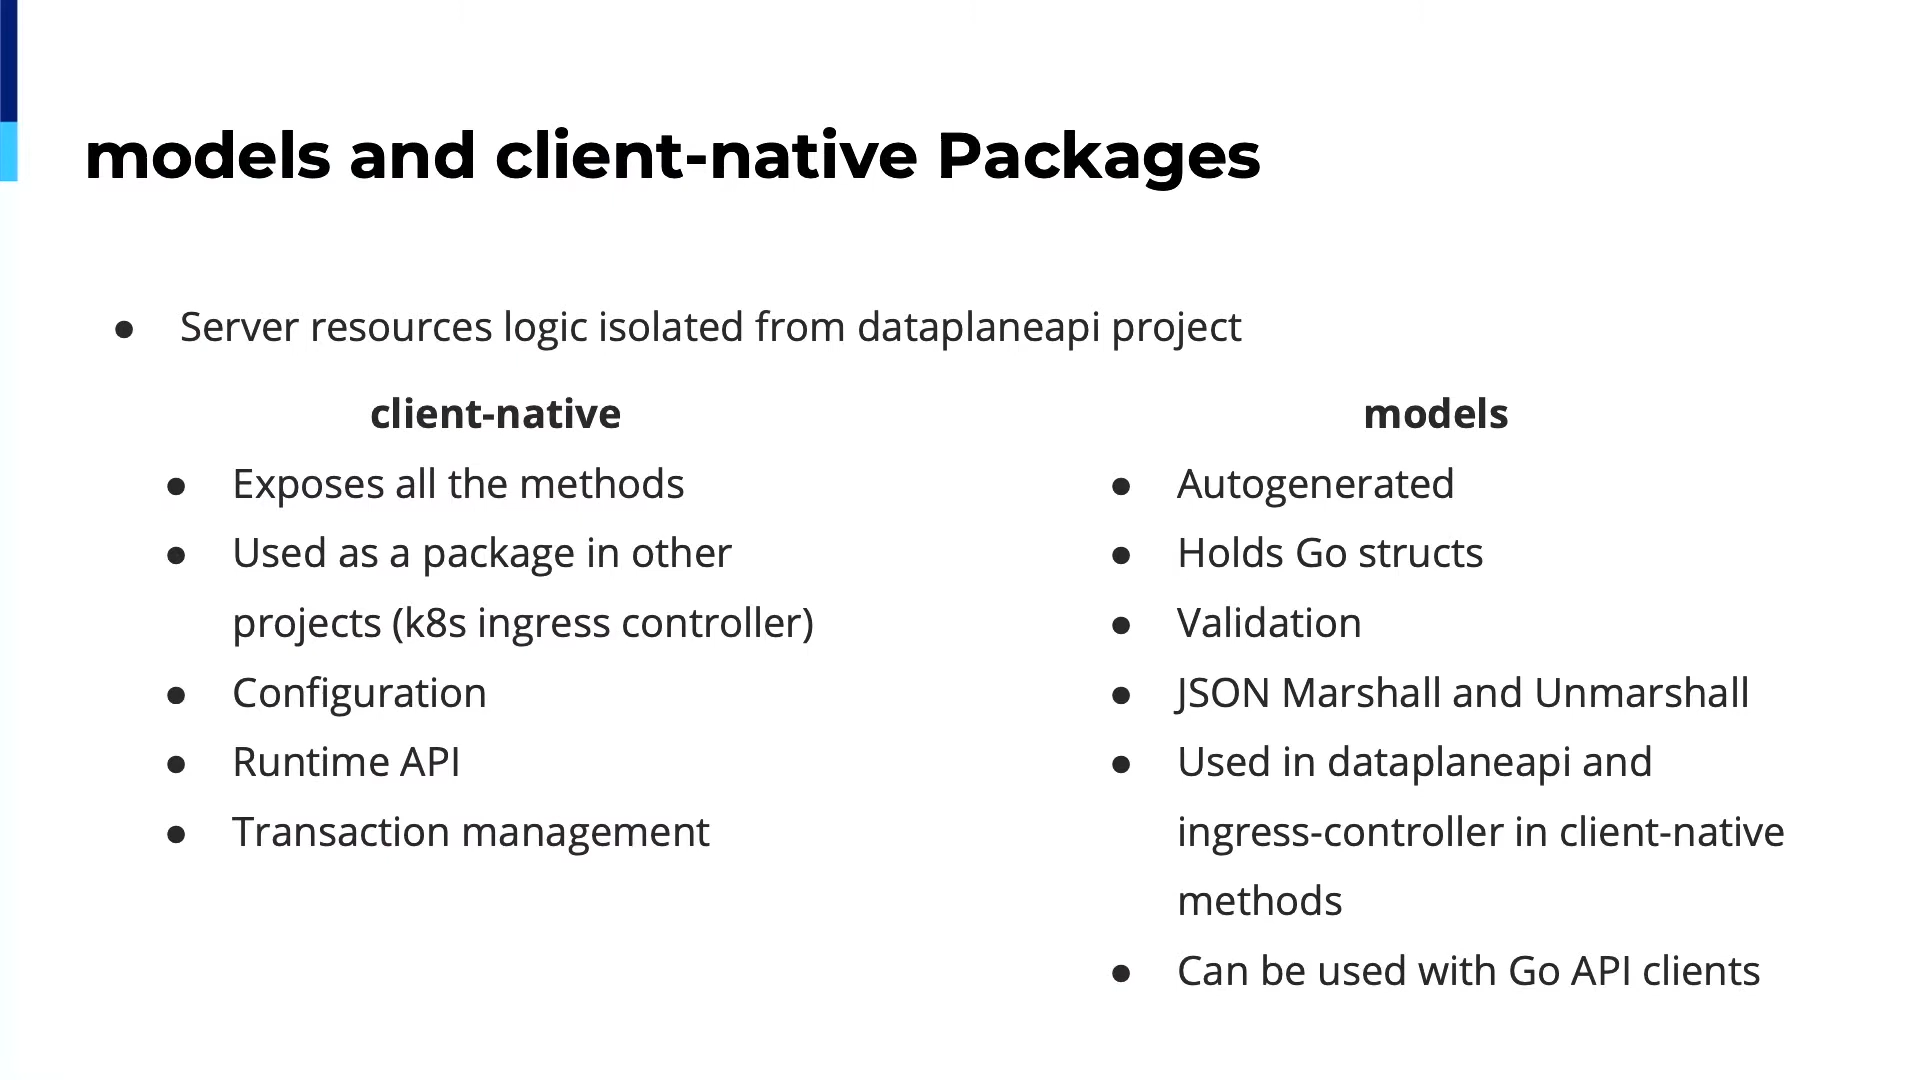 models and client-native Packages
● Server resources logic isolated from dataplaneapi project
client-native
● Exposes all the methods
● Used as a package in other
projects (k8s ingress controller)
● Configuration
● Runtime API
● Transaction management
models
● Autogenerated
● Holds Go structs
● Validation
● JSON Marshall and Unmarshall
● Used in dataplaneapi and
ingress-controller in client-native
methods
● Can be used with Go API clients